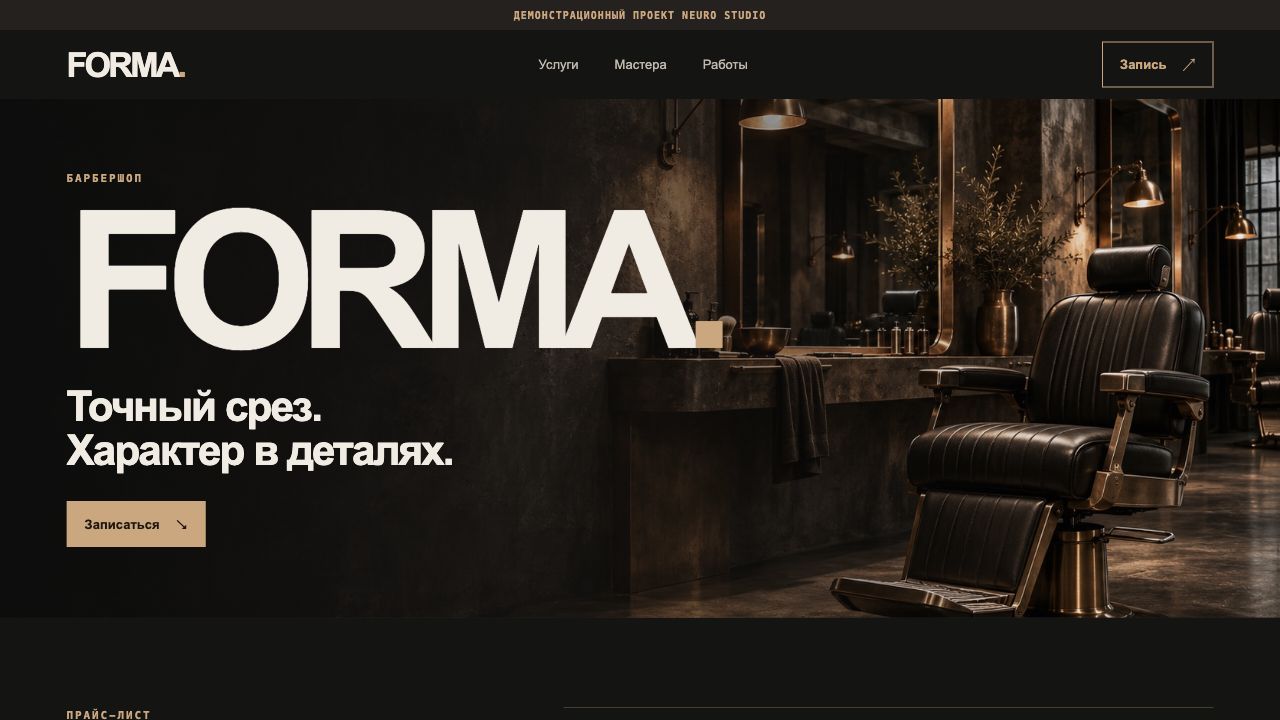 ДЕМОНСТРАЦИОННЫЙ ПРОЕКТ NEURO STUDIO
FORMA.
Услуги
Мастера
Работы
Запись ↗
БАРБЕРШОП
FORMA.
Точный срез.
Характер в деталях.
Записаться ↘
ПРАЙС–ЛИСТ